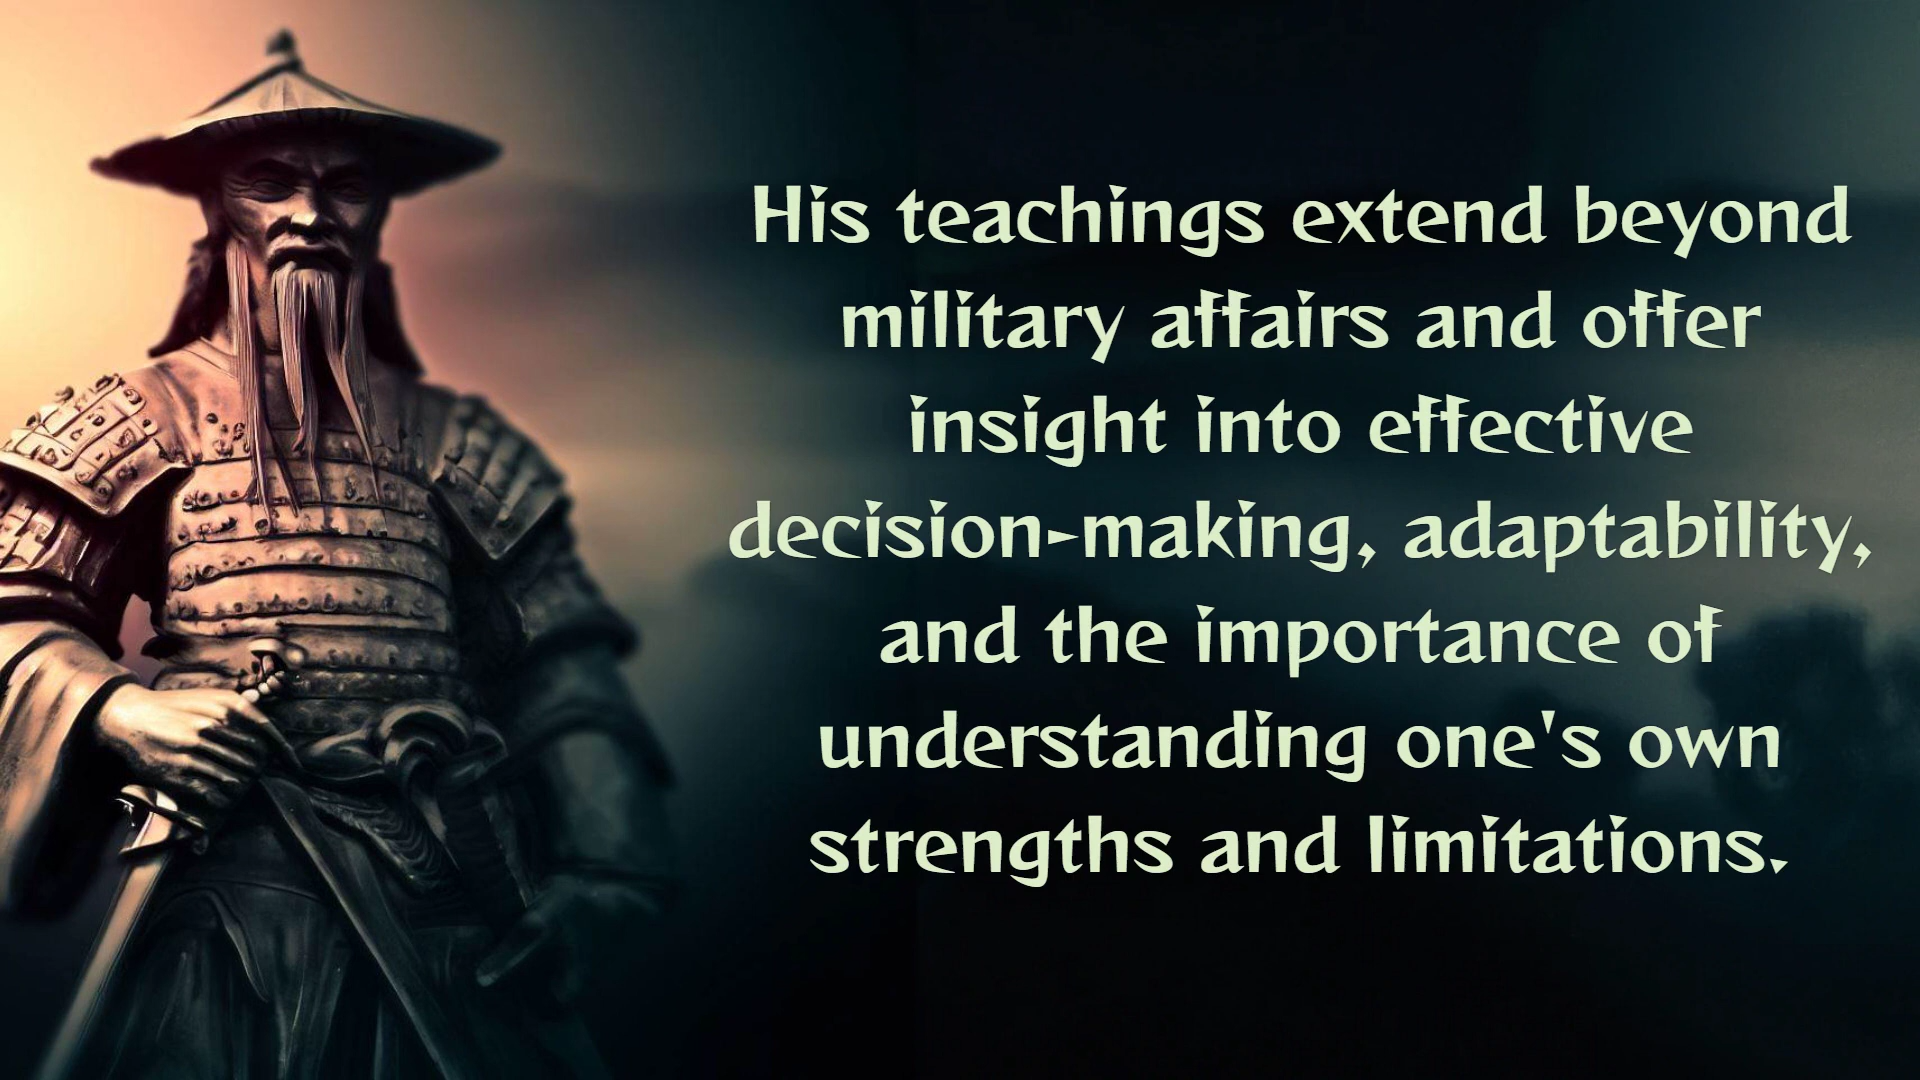 His teachings extend beyond
military affairs and offer
insight into effective
decision-making, adaptability,
and the importance of
understanding one's own
strengths and limitations.